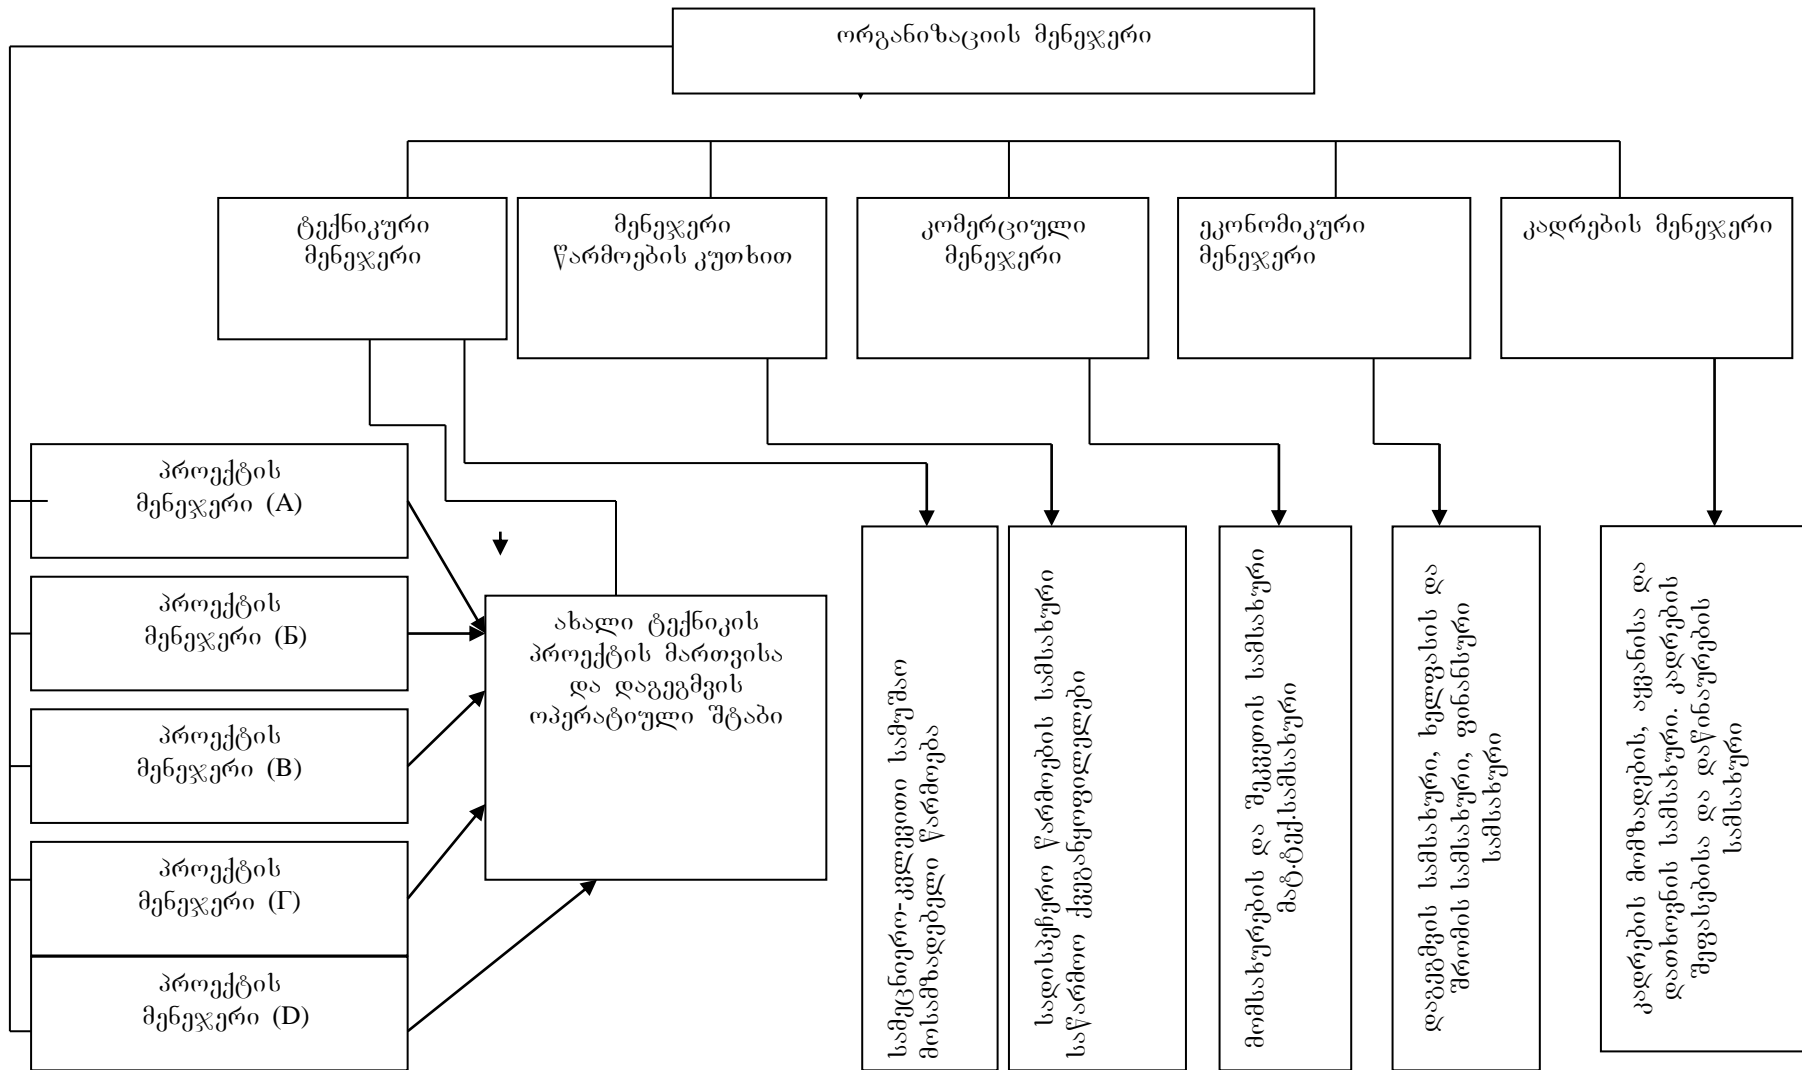 ორგანიზაციის მენეჯერი
ტექნიკური
მენეჯერი
მენეჯერი
წარმოების კუთხით
კომერციული
მენეჯერი
ეკონომიკური
მენეჯერი
კადრების მენეჯერი
პროექტის
მენეჯერი (А)
პროექტის
მენეჯერი (Б)
პროექტის
მენეჯერი (В)
პროექტის
მენეჯერი (Г)
პროექტის
მენეჯერი (D)
ახალი ტექნიკის
პროექტის მართვისა
და დაგეგმვის
ოპერატიული შტაბი
სამეცნიერო-კვლევითი სამუშაო
მოსამზადებელი წარმოება
სადისპეჩერო წარმოების სამსახური
საწარმოო ქვეგანყოფილელები
მომსახურების და შეკვეთის სამსახური
მატ.ტექ.სამსახური
დაგეგმვის სამსახური, ხელფასის და
შრომის სამსახური, ფინანსური
სამსახური
კადრების მომზადების, აყვანისა და
დათხოვნის სამსახური. კადრების
შეფასებისა და დაწინაურების
სამსახური